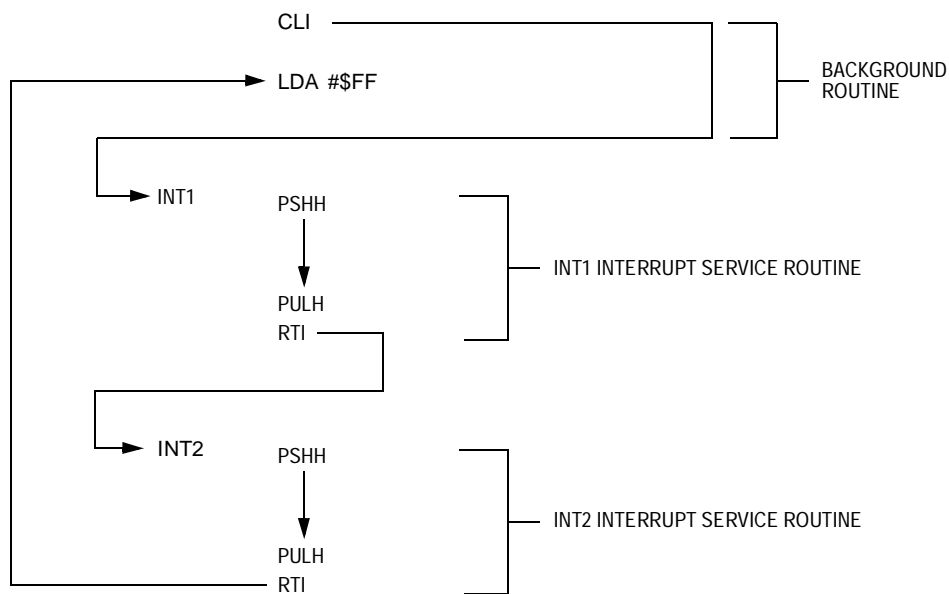 CLI
LDA #$FF
BACKGROUND
ROUTINE
INT1
PSHH
INT1 INTERRUPT SERVICE ROUTINE
PULH
RTI
INT2
PSHH
INT2 INTERRUPT SERVICE ROUTINE
PULH
RTI